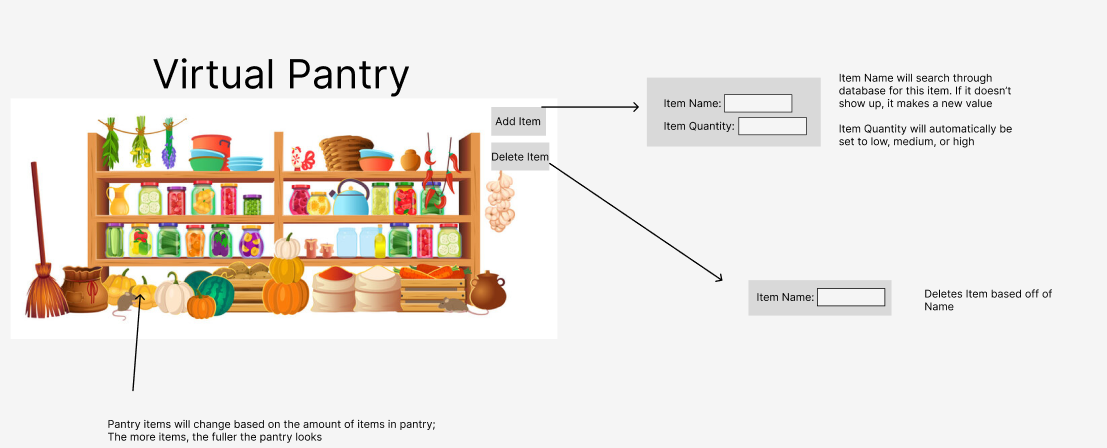 Virtual Pantry
Add Item
Delete Item
Item Name:
Item Quantity:
Item Name will search through
database for this item. If it doesn't
show up, it makes a new value
Item Quantity will automatically be
set to low, medium, or high
Item Name:
Deletes Item based off of
Name
Pantry items will change based on the amount of items in pantry;
The more items, the fuller the pantry looks